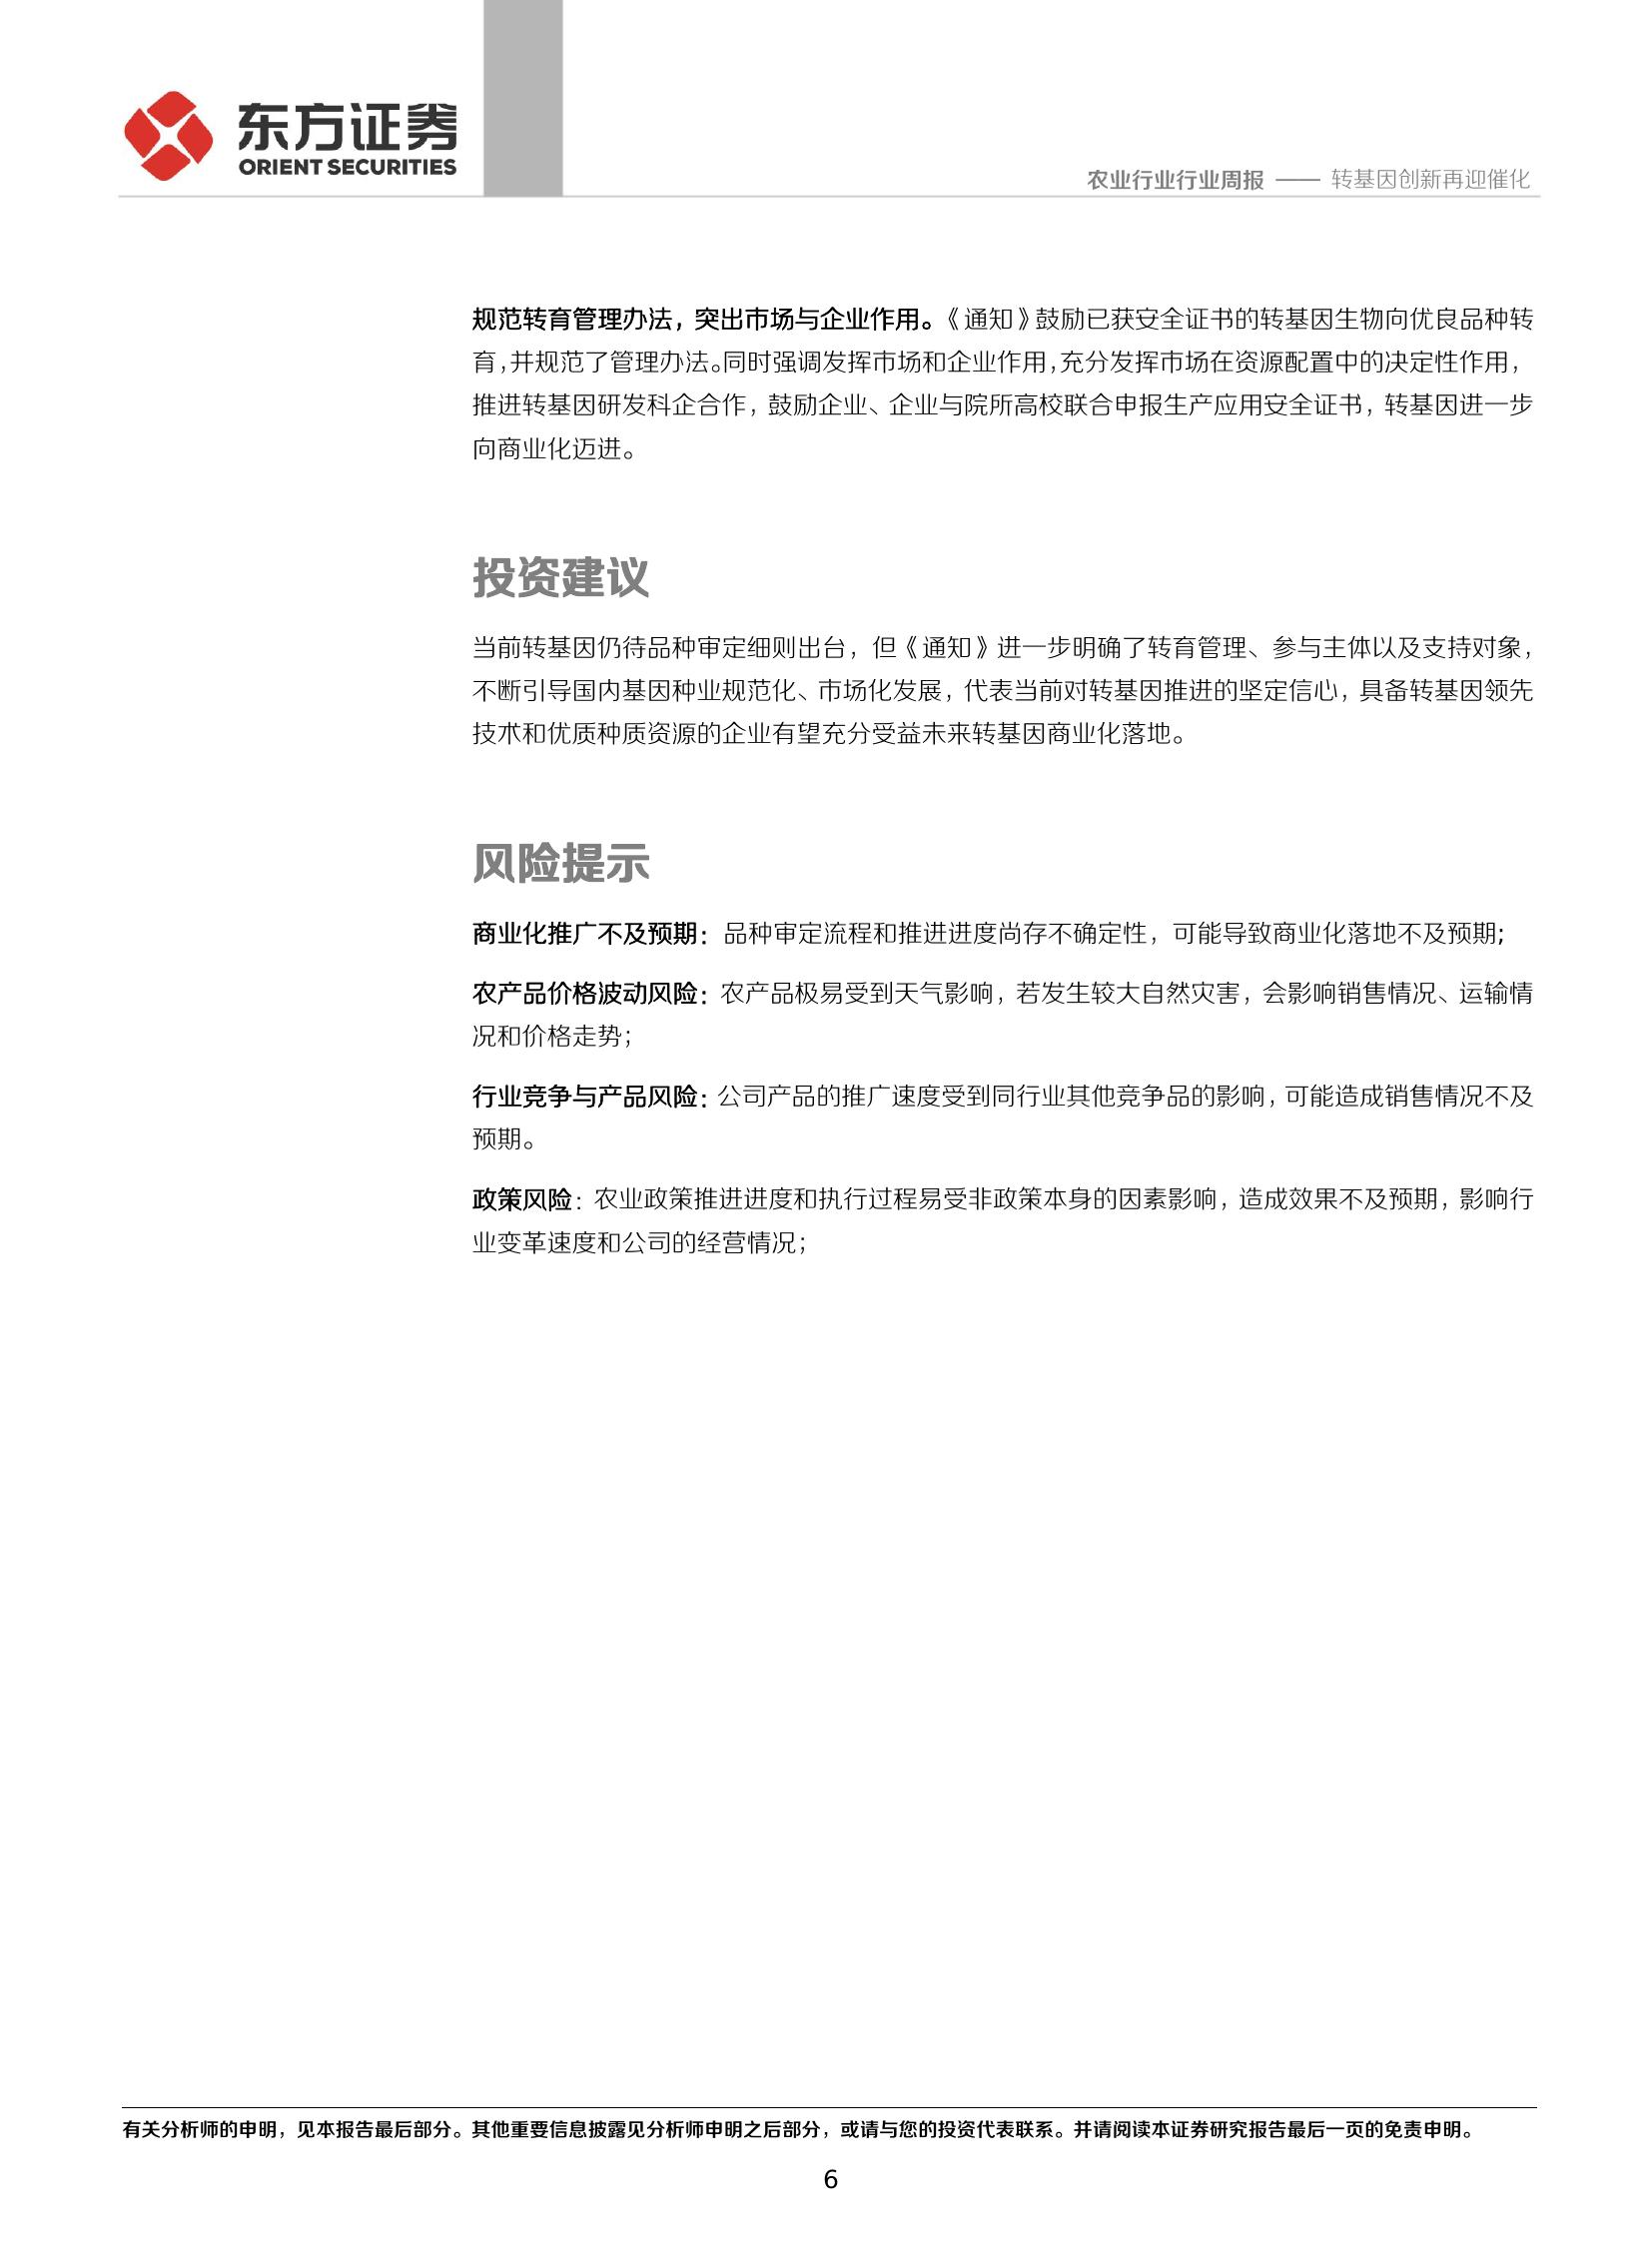 东方证券
ORIENT SECURITIES
农业行业行业周报 —— 转基因创新再迎催化
规范转育管理办法，突出市场与企业作用。《通知》鼓励已获安全证书的转基因生物向优良品种转
育，并规范了管理办法。同时强调发挥市场和企业作用，充分发挥市场在资源配置中的决定性作用，
推进转基因研发科企合作，鼓励企业、企业与院所高校联合申报生产应用安全证书，转基因进一步
向商业化迈进。
投资建议
当前转基因仍待品种审定细则出台，但《通知》进一步明确了转育管理、参与主体以及支持对象，
不断引导国内基因种业规范化、市场化发展，代表当前对转基因推进的坚定信心，具备转基因领先
技术和优质种质资源的企业有望充分受益未来转基因商业化落地。
风险提示
商业化推广不及预期：品种审定流程和推进进度尚存不确定性，可能导致商业化落地不及预期;
农产品价格波动风险：农产品极易受到天气影响，若发生较大自然灾害，会影响销售情况、运输情
况和价格走势；
行业竞争与产品风险：公司产品的推广速度受到同行业其他竞争品的影响，可能造成销售情况不及
预期。
政策风险：农业政策推进进度和执行过程易受非政策本身的因素影响，造成效果不及预期，影响行
业变革速度和公司的经营情况；
有关分析师的申明，见本报告最后部分。其他重要信息披露见分析师申明之后部分，或请与您的投资代表联系。并请阅读本证券研究报告最后一页的免责申明。
6